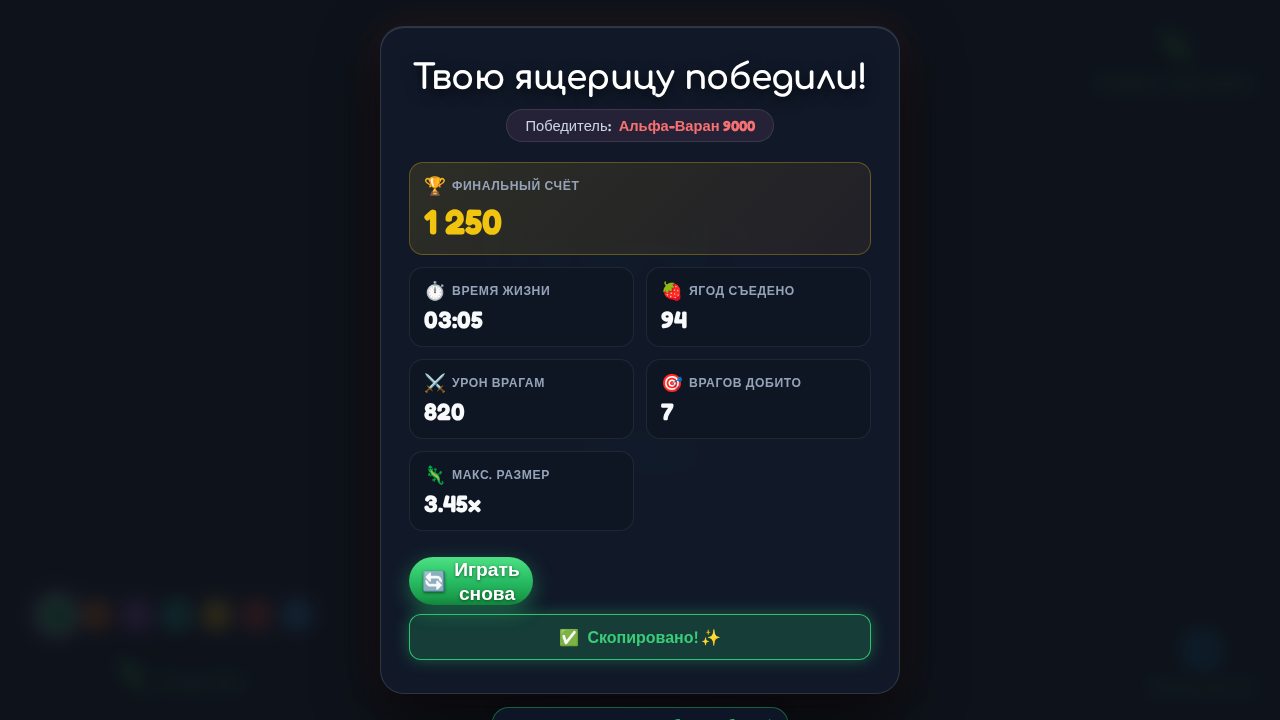 Твою ящерицу победили!
Победитель: Альфа-Варан 9000
ФИНАЛЬНЫЙ СЧЁТ
1 250
ВРЕМЯ ЖИЗНИ
03:05
ЯГОД СЪЕДЕНО
94
УРОН ВРАГАМ
820
ВРАГОВ ДОБИТО
7
МАКС. РАЗМЕР
3.45x
Играть
снова
Скопировано! ✨